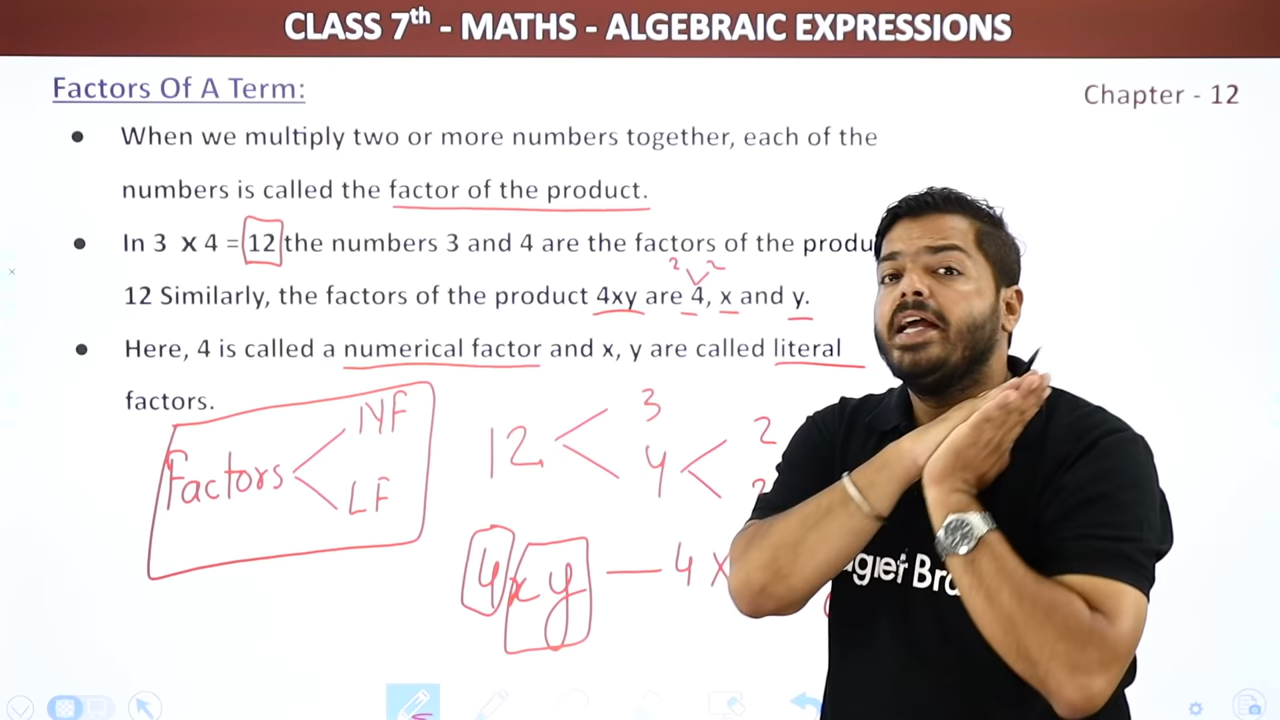 CLASS 7th - MATHS - ALGEBRAIC EXPRESSIONS
Factors Of A Term:
Chapter - 12
When we multiply two or more numbers together, each of the
numbers is called the factor of the product.
In 3 x 4 = 12 the numbers 3 and 4 are the factors of the
2 2
12 Similarly, the factors of the product 4xy are 4, x and y.
Here, 4 is called a numerical factor and x, y are called literal
factors.
Factors
NF
LF
12
3
4
2
2
4xy — 4 x